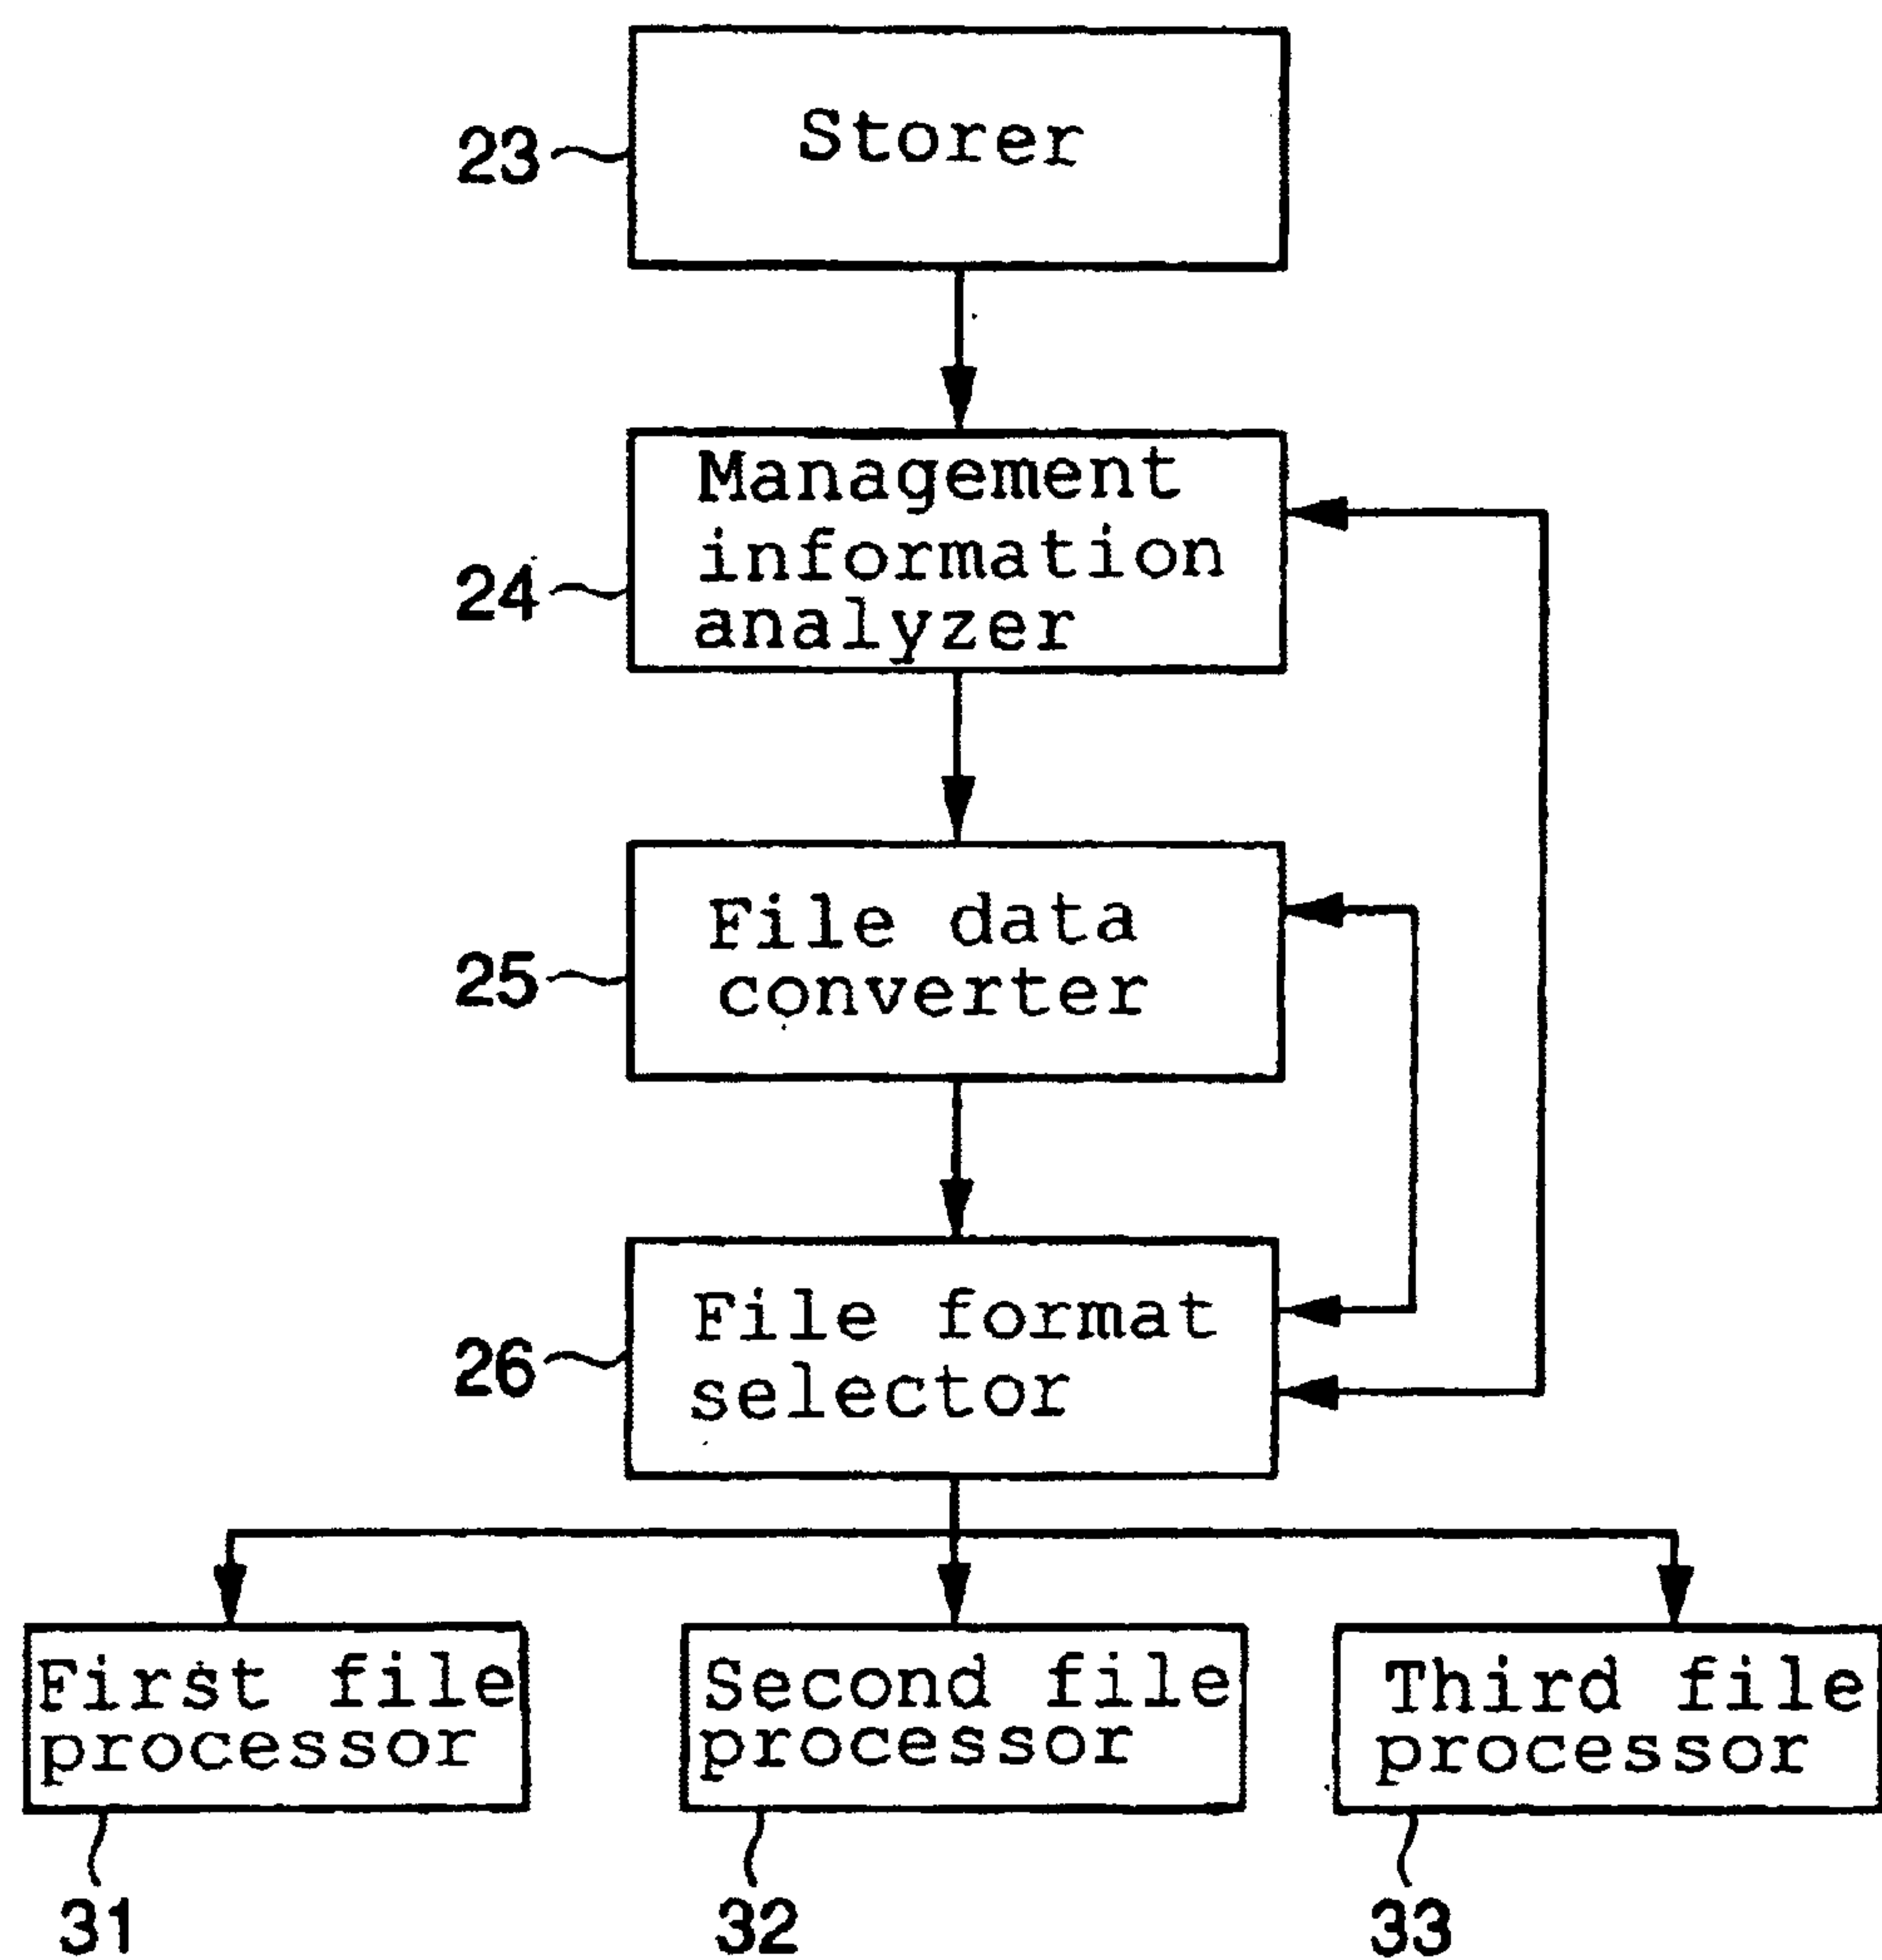 Storer
23
Management
information
analyzer
24
File data
converter
25
File format
selector
26
First file
processor
Second file
processor
Third file
processor
31
32
33